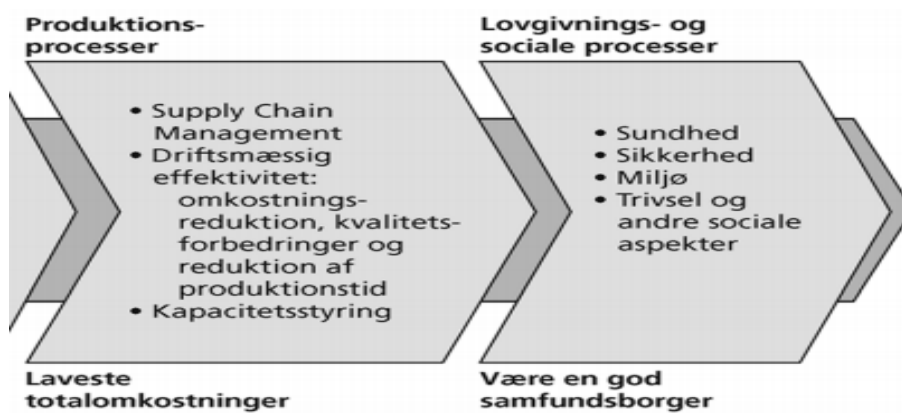 Produktions-
processer
• Supply Chain
Management
• Driftsmæssig
effektivitet:
omkostnings-
reduktion, kvalitets-
forbedringer og
reduktion af
produktionstid
• Kapacitetsstyring
Laveste
totalomkostninger
Lovgivnings- og
sociale processer
• Sundhed
• Sikkerhed
• Miljø
• Trivsel og
andre sociale
aspekter
Være en god
samfundsborger